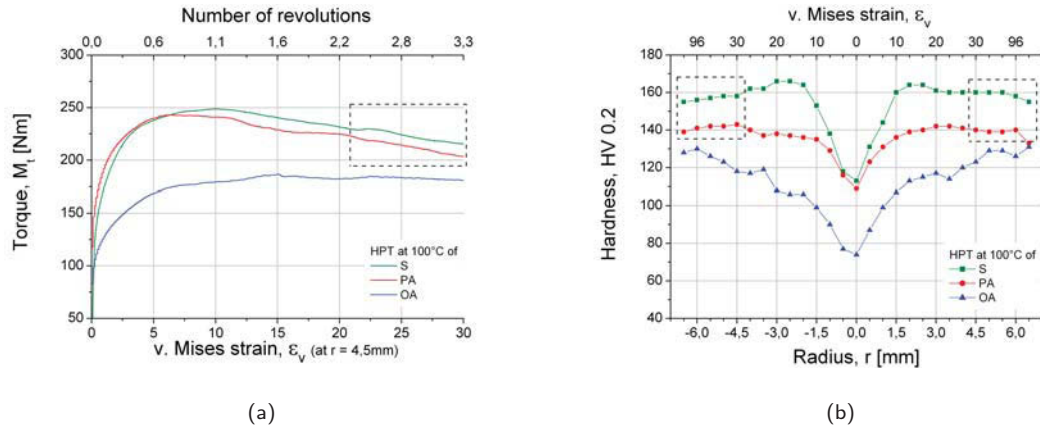 Number of revolutions
0,0 0,6 1,1 1,6 2,2 2,8 3,3
300
250
200
150
100
50
Torque, Mt [Nm]
HPT at 100°C of
S
PA
OA
0 5 10 15 20 25 30
v. Mises strain, εv (at r = 4,5mm)
(a)
v. Mises strain, εv
96 30 20 10 0 10 20 30 96
180
160
140
120
100
80
60
40
Hardness, HV 0.2
HPT at 100°C of
S
PA
OA
-6,0 -4,5 -3,0 -1,5 0,0 1,5 3,0 4,5 6,0
Radius, r [mm]
(b)